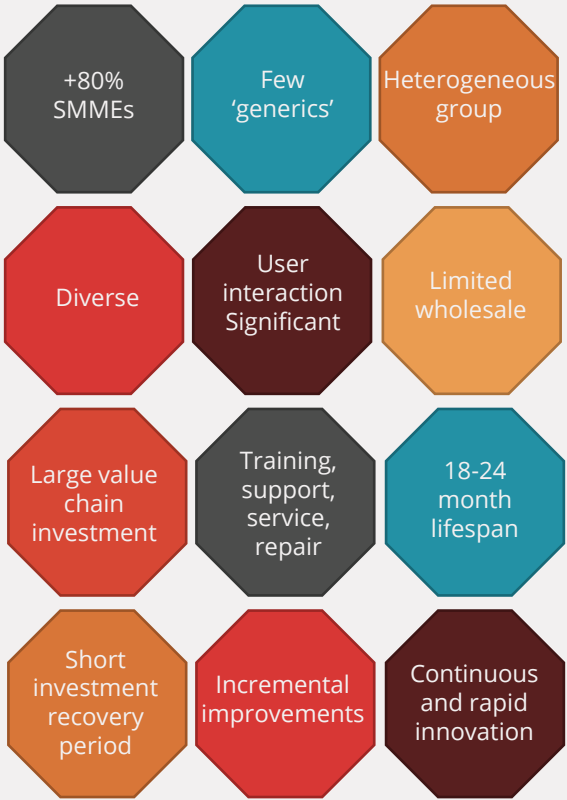 +80%
SMMEs
Few
‘generics’
Heterogeneous
group
Diverse
User
interaction
Significant
Limited
wholesale
Large value
chain
investment
Training,
support,
service,
repair
18-24
month
lifespan
Short
investment
recovery
period
Incremental
improvements
Continuous
and rapid
innovation